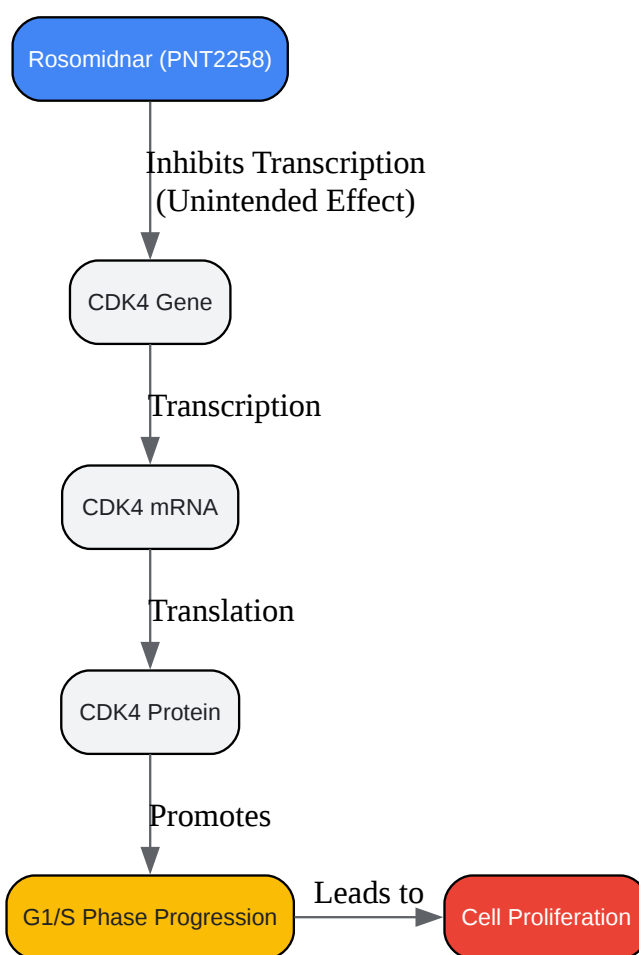 Rosomidnar (PNT2258)
Inhibits Transcription
(Unintended Effect)
CDK4 Gene
Transcription
CDK4 mRNA
Translation
CDK4 Protein
Promotes
G1/S Phase Progression
Leads to
Cell Proliferation